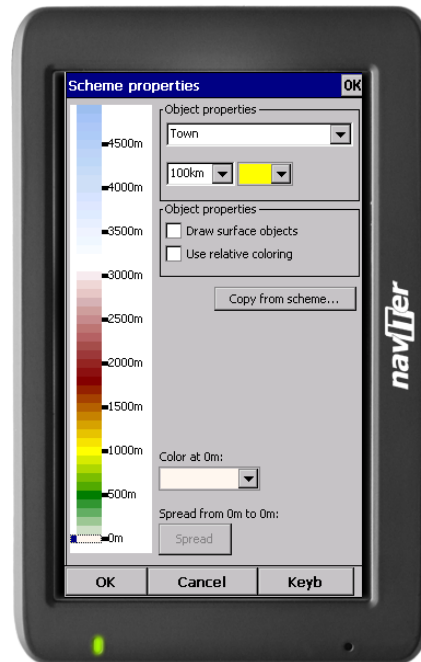 Scheme properties
OK
4500m
4000m
3500m
3000m
2500m
2000m
1500m
1000m
500m
0m
Object properties
Town
100km
Object properties
Draw surface objects
Use relative coloring
Copy from scheme...
Color at 0m:
Spread from 0m to 0m:
Spread
OK
Cancel
Keyb
naviter